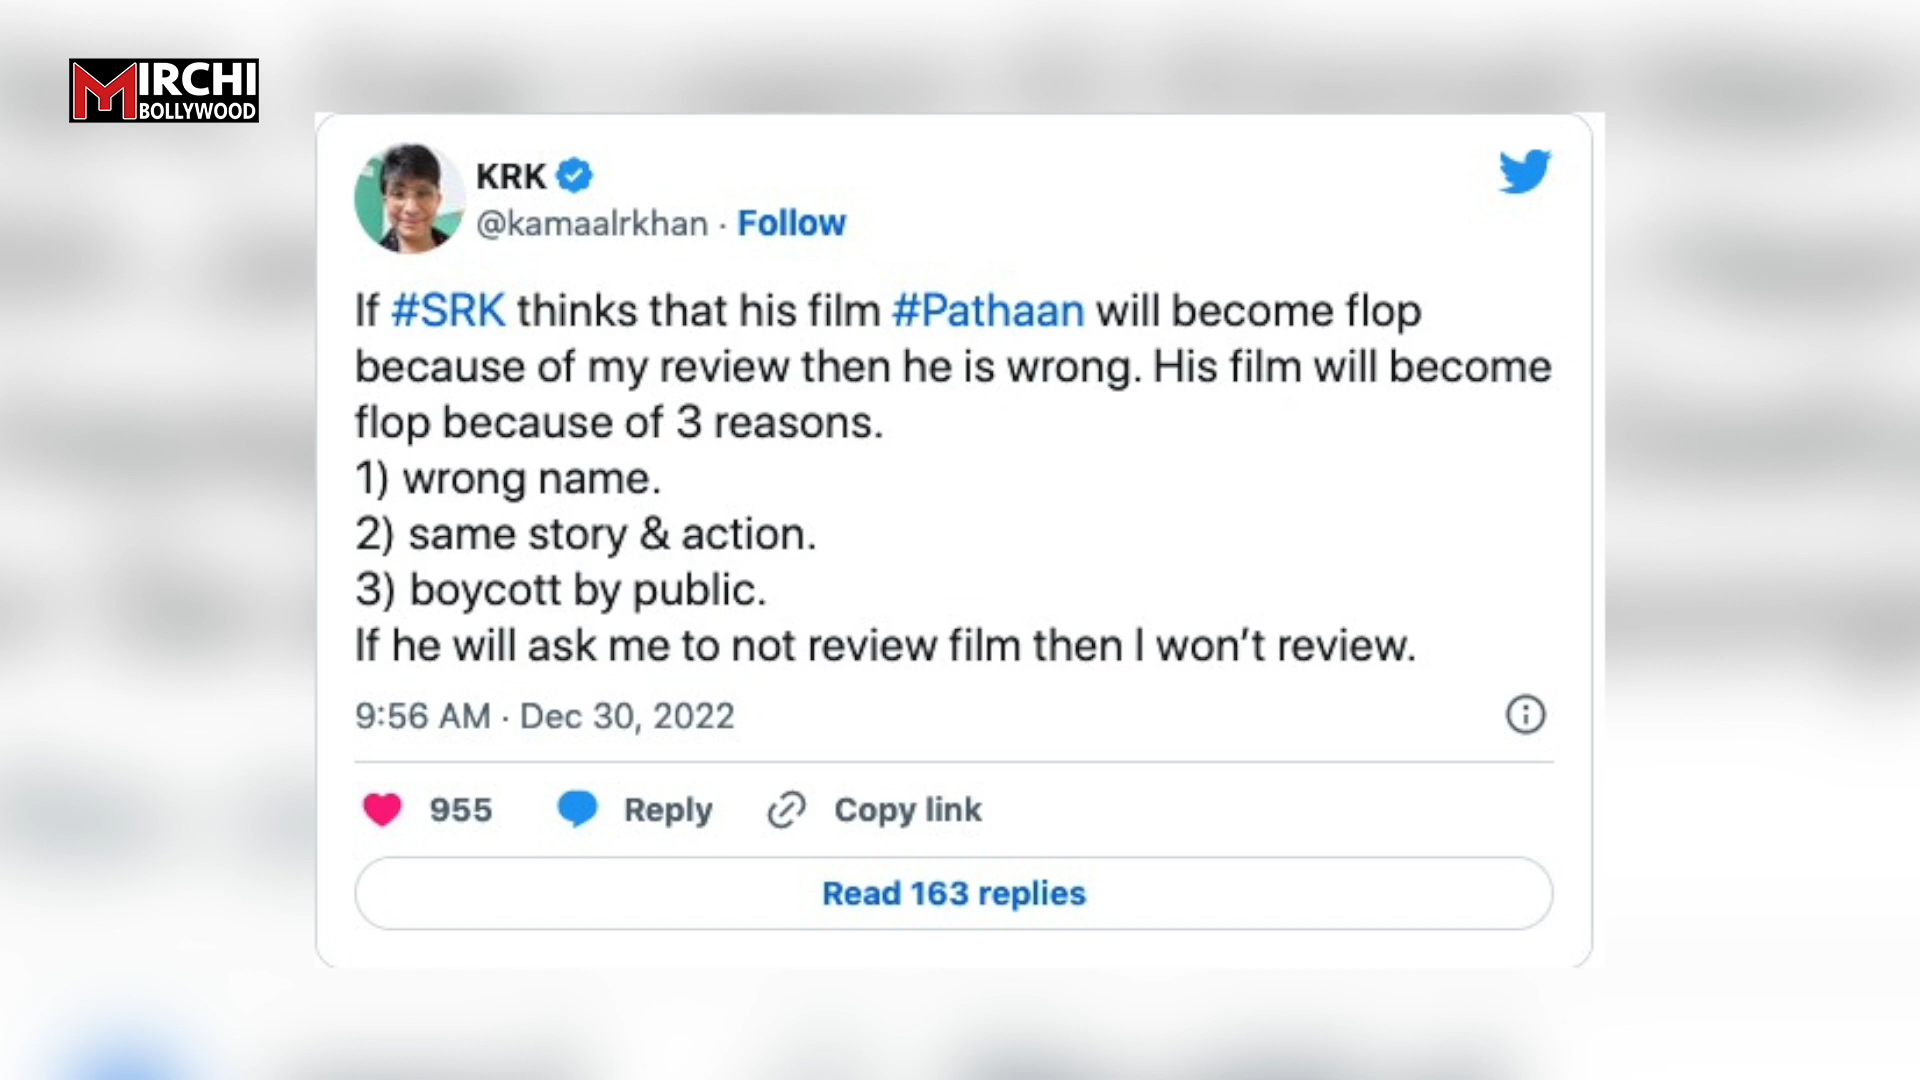 MIRCHI
BOLLYWOOD
KRK
@kamaalrkhan · Follow
If #SRK thinks that his film #Pathaan will become flop
because of my review then he is wrong. His film will become
flop because of 3 reasons.
1) wrong name.
2) same story & action.
3) boycott by public.
If he will ask me to not review film then I won’t review.
9:56 AM · Dec 30, 2022
955 Reply Copy link
Read 163 replies